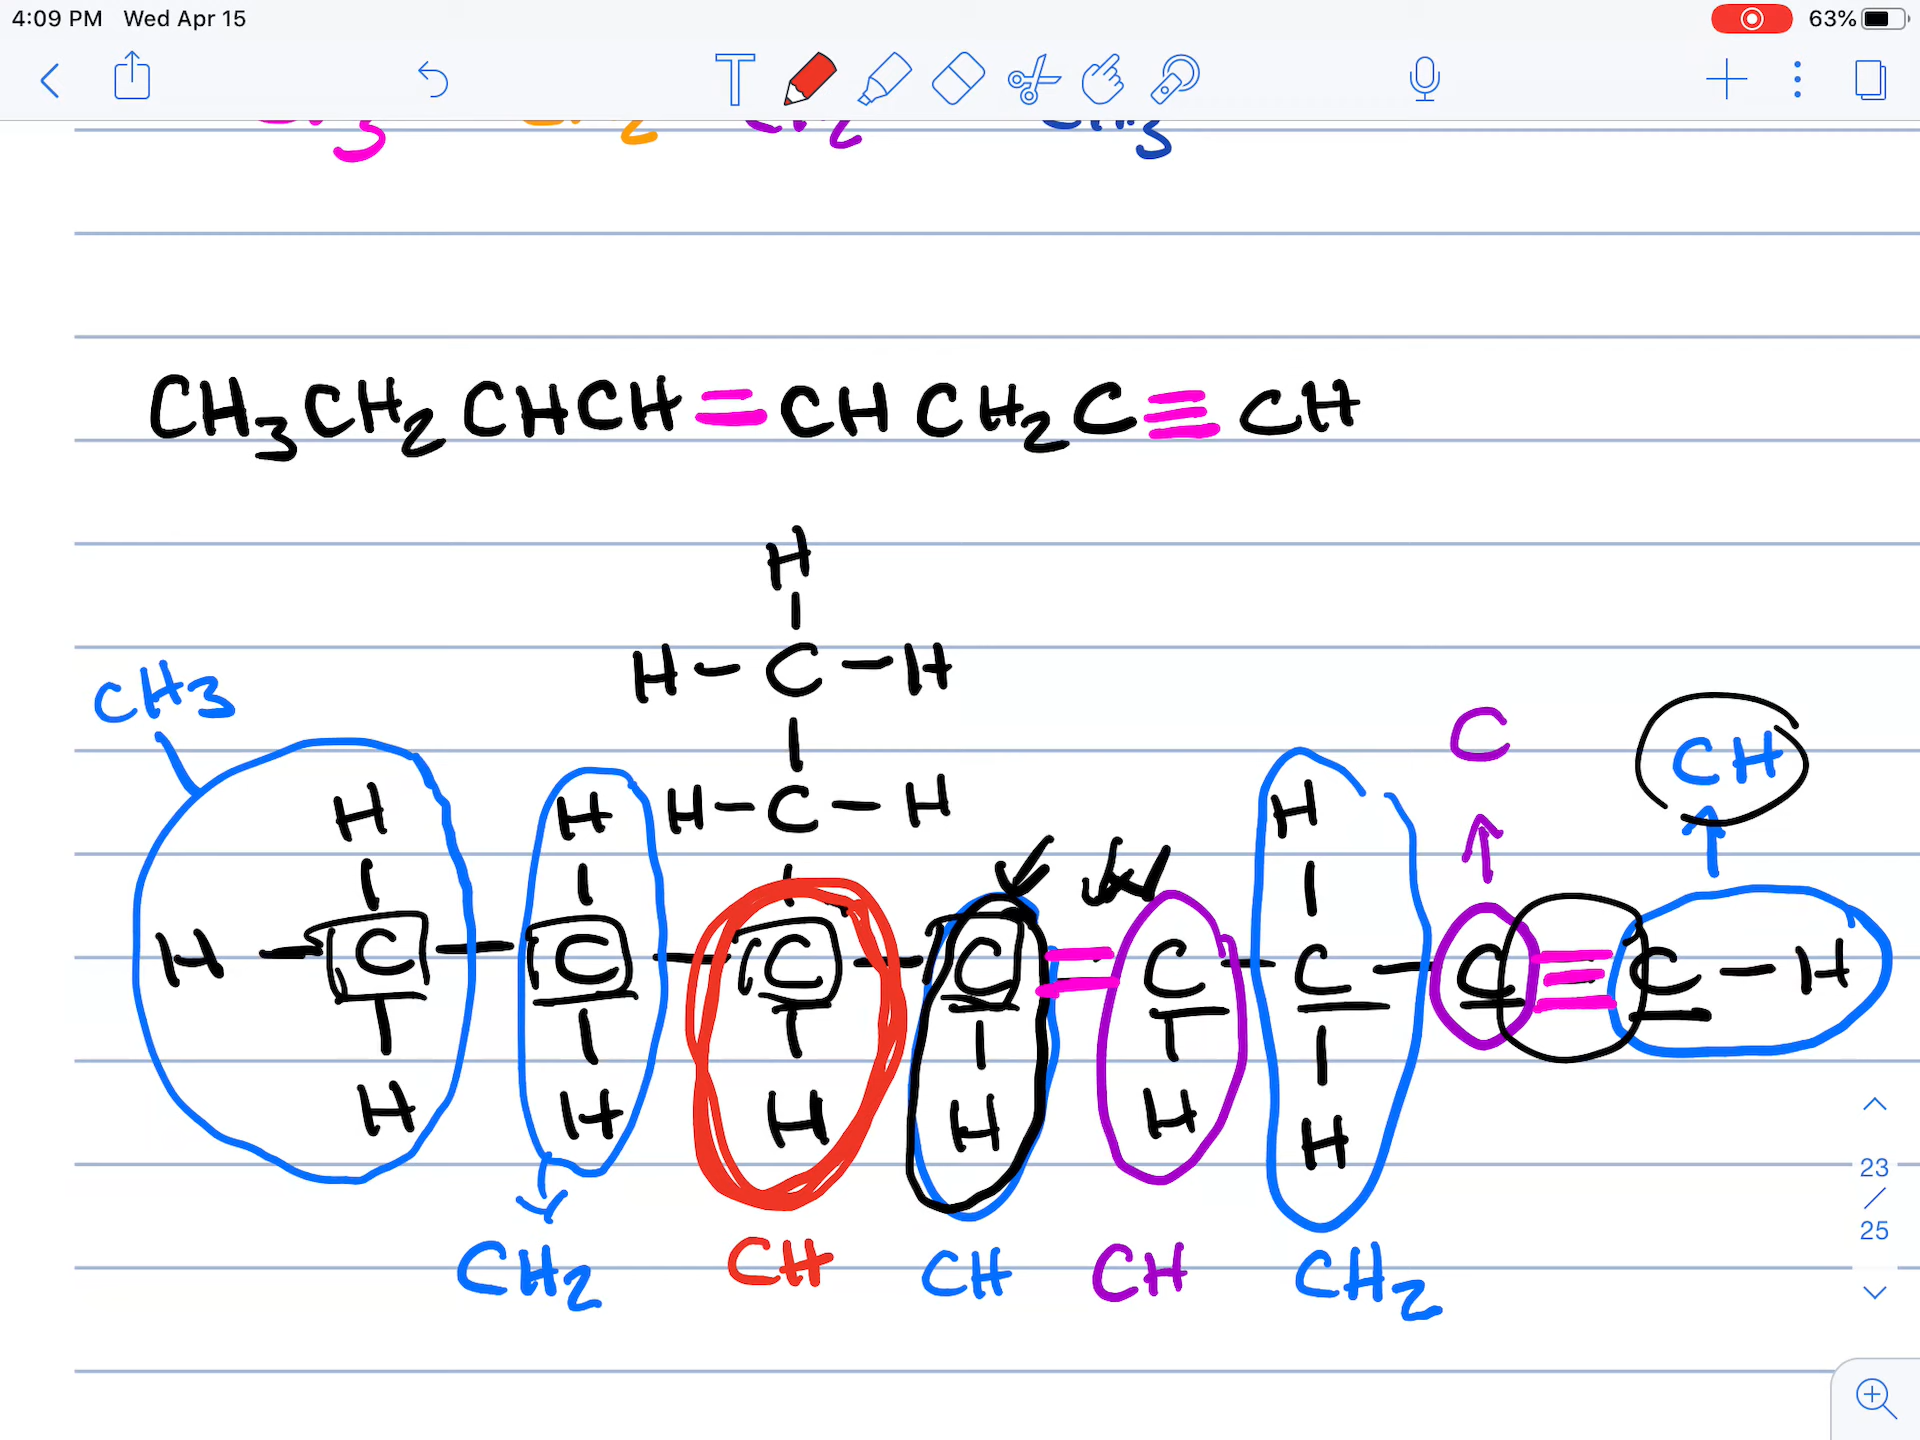 4:09 PM Wed Apr 15 63%
T
CH3CH2CHCH=CHCH2C≡CH
H
H-C-H
CH3 C CH
H H H-C-H H
H-C-C-C-C=C-C-C≡C-H
H H H H H H
CH2 CH CH CH CH2
23
/
25